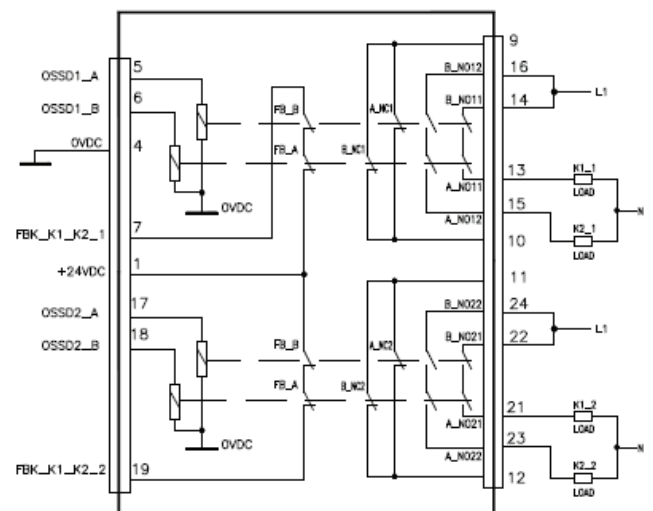 OSSD1_A
5
OSSD1_B
6
0VDC
4
FBK_K1_K2_1
7
+24VDC
1
OSSD2_A
17
OSSD2_B
18
FBK_K1_K2_2
19
0VDC
FB_B
FB_A
A_NC1
B_NC1
B_NO12
B_NO11
A_NO11
A_NO12
9
16
14
L1
13
K1_1
LOAD
15
K2_1
LOAD
N
10
0VDC
FB_B
FB_A
A_NC2
B_NC2
B_NO22
B_NO21
A_NO21
A_NO22
11
24
22
L1
21
K1_2
LOAD
23
K2_2
LOAD
N
12